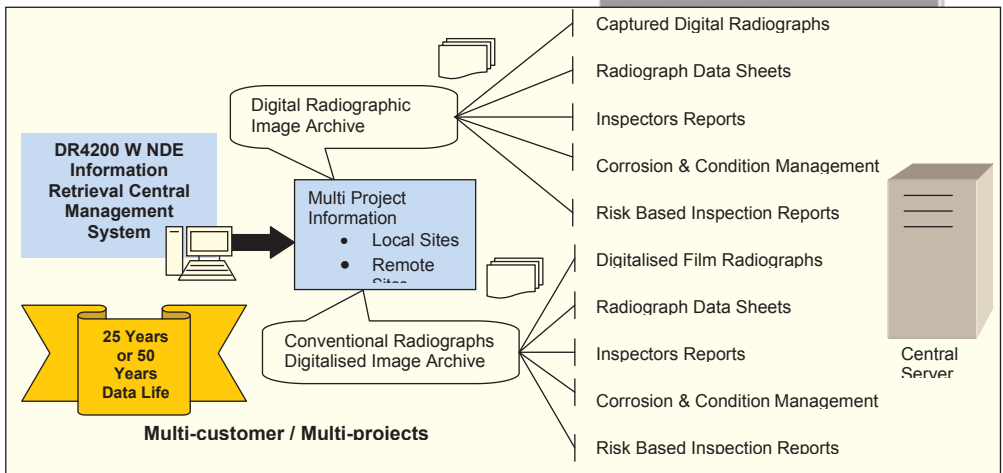 DR4200 W NDE
Information
Retrieval Central
Management
System
25 Years
or 50
Years
Data Life
Multi-customer / Multi-projects
Digital Radiographic
Image Archive
Multi Project
Information
• Local Sites
• Remote
Sites
Conventional Radiographs
Digitalised Image Archive
Captured Digital Radiographs
Radiograph Data Sheets
Inspectors Reports
Corrosion & Condition Management
Risk Based Inspection Reports
Digitalised Film Radiographs
Radiograph Data Sheets
Inspectors Reports
Corrosion & Condition Management
Risk Based Inspection Reports
Central
Server